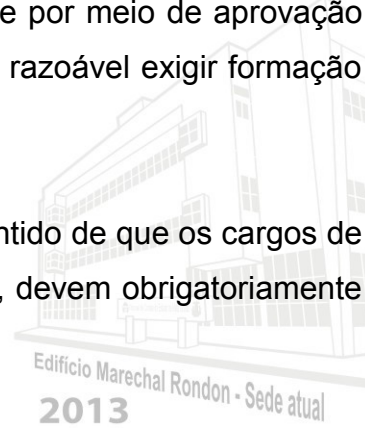 e por meio de aprovação
razoável exigir formação
ntido de que os cargos de
, devem obrigatoriamente
Edifício Marechal Rondon - Sede atual
2013